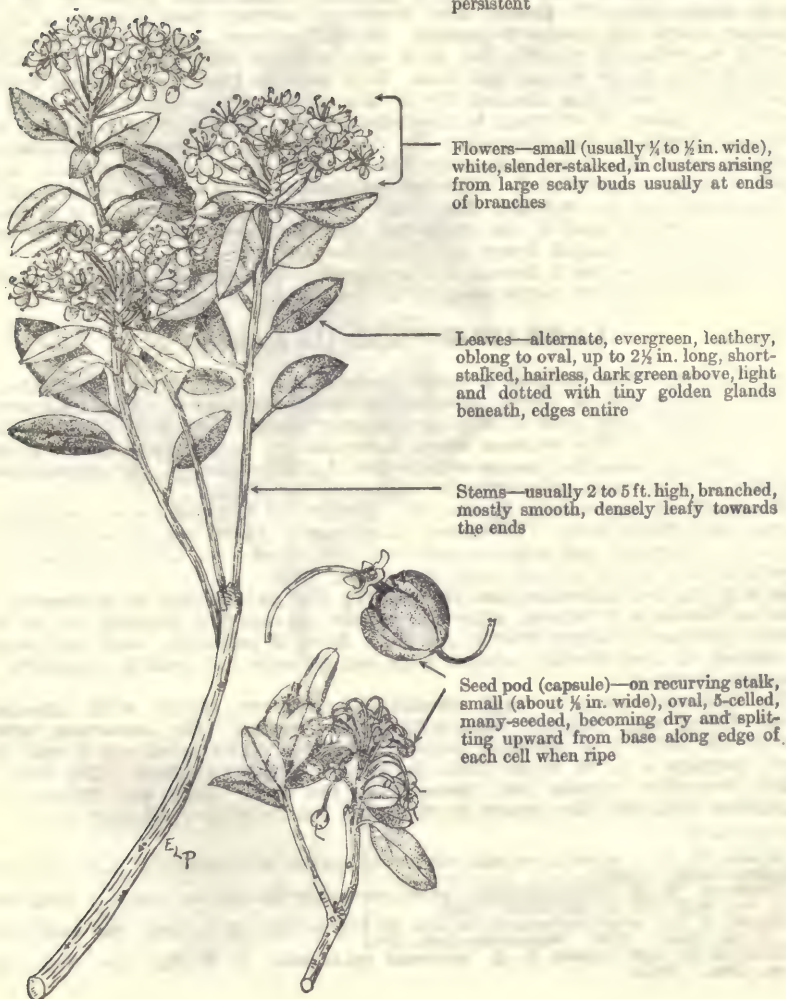 persistent
Flowers—small (usually ¼ to ½ in. wide),
white, slender-stalked, in clusters arising
from large scaly buds usually at ends
of branches
Leaves—alternate, evergreen, leathery,
oblong to oval, up to 2½ in. long, short-
stalked, hairless, dark green above, light
and dotted with tiny golden glands
beneath, edges entire
Stems—usually 2 to 5 ft. high, branched,
mostly smooth, densely leafy towards
the ends
Seed pod (capsule)—on recurving stalk,
small (about ⅛ in. wide), oval, 5-celled,
many-seeded, becoming dry and split-
ting upward from base along edge of
each cell when ripe
ELP